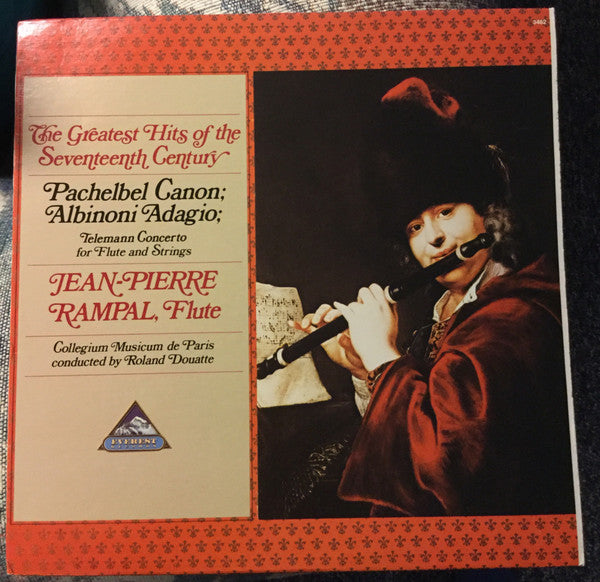 3462
The Greatest Hits of the
Seventeenth Century
Pachelbel Canon;
Albinoni Adagio;
Telemann Concerto
for Flute and Strings
JEAN-PIERRE
RAMPAL, Flute
Collegium Musicum de Paris
conducted by Roland Douatte
EVEREST
RECORDS